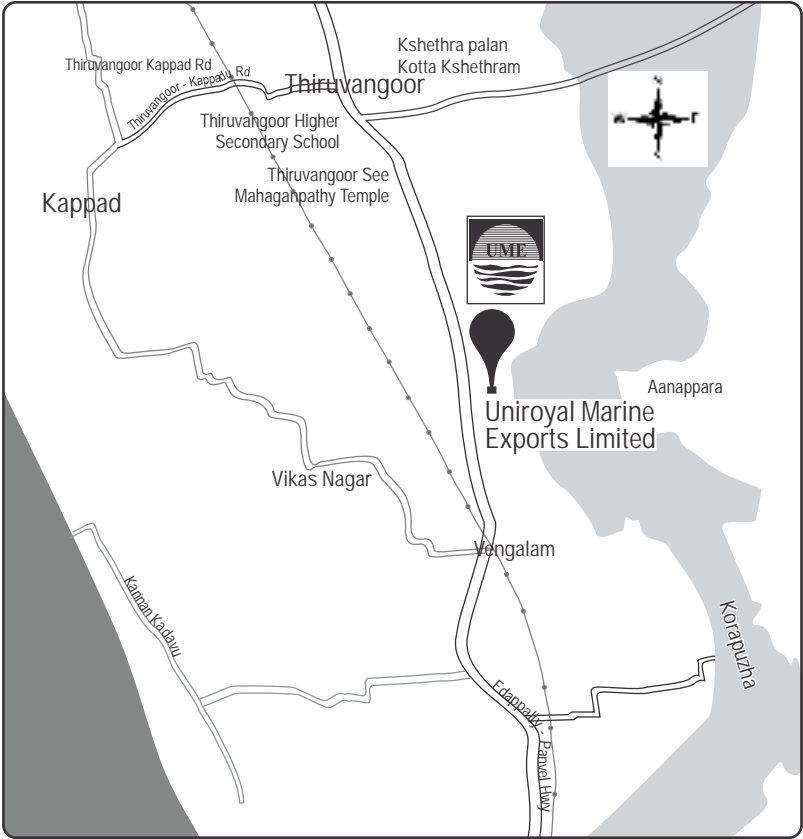 Kshethra palan
Kotta Kshethram
Thiruvangoor Kappad Rd
Thiruvangoor - Kappadu Rd
Thiruvangoor
N
Thiruvangoor Higher
Secondary School
Thiruvangoor See
Mahaganpathy Temple
Kappad
UME
Aanappara
Uniroyal Marine
Exports Limited
Vikas Nagar
Vengalam
Kannan Kadavu
Korapuzha
Edappally - Panvel Hwy